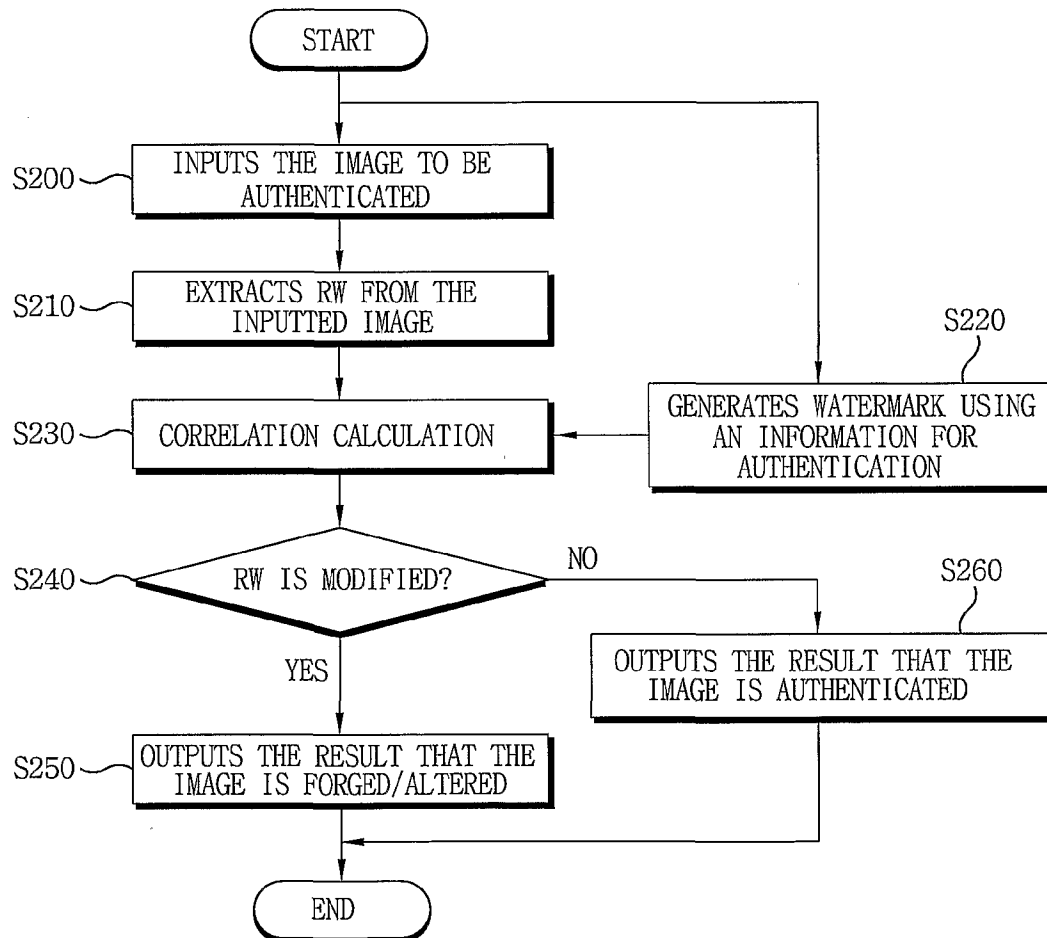 START
S200
INPUTS THE IMAGE TO BE
AUTHENTICATED
S210
EXTRACTS RW FROM THE
INPUTTED IMAGE
S220
GENERATES WATERMARK USING
AN INFORMATION FOR
AUTHENTICATION
S230
CORRELATION CALCULATION
S240
RW IS MODIFIED?
NO
YES
S260
OUTPUTS THE RESULT THAT THE
IMAGE IS AUTHENTICATED
S250
OUTPUTS THE RESULT THAT THE
IMAGE IS FORGED/ALTERED
END